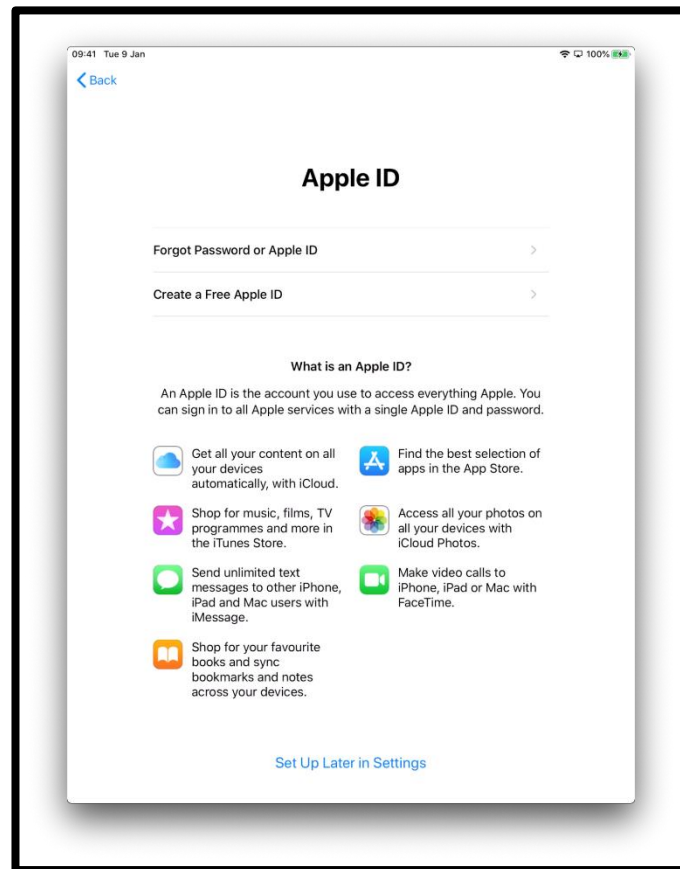 09:41 Tue 9 Jan
100%
Back
Apple ID
Forgot Password or Apple ID
Create a Free Apple ID
What is an Apple ID?
An Apple ID is the account you use to access everything Apple. You
can sign in to all Apple services with a single Apple ID and password.
Get all your content on all
your devices
automatically, with iCloud.
Find the best selection of
apps in the App Store.
Shop for music, films, TV
programmes and more in
the iTunes Store.
Access all your photos on
all your devices with
iCloud Photos.
Send unlimited text
messages to other iPhone,
iPad and Mac users with
iMessage.
Make video calls to
iPhone, iPad or Mac with
FaceTime.
Shop for your favourite
books and sync
bookmarks and notes
across your devices.
Set Up Later in Settings